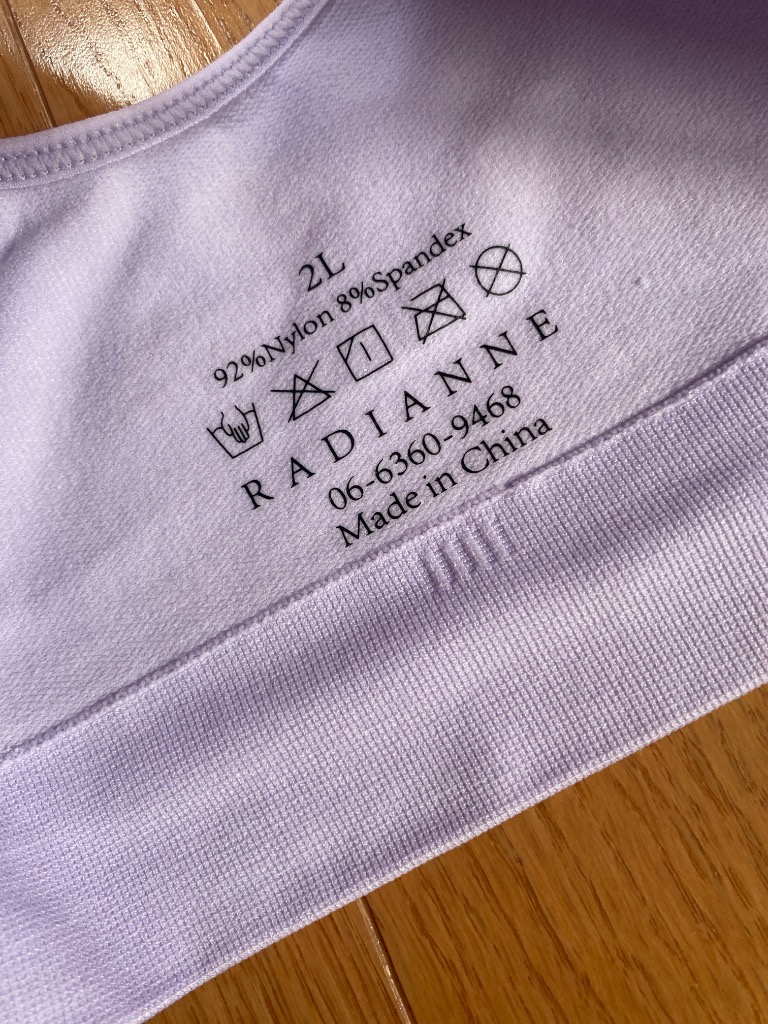 2L
92%Nylon 8%Spandex
RADIANNE
06-6360-9468
Made in China